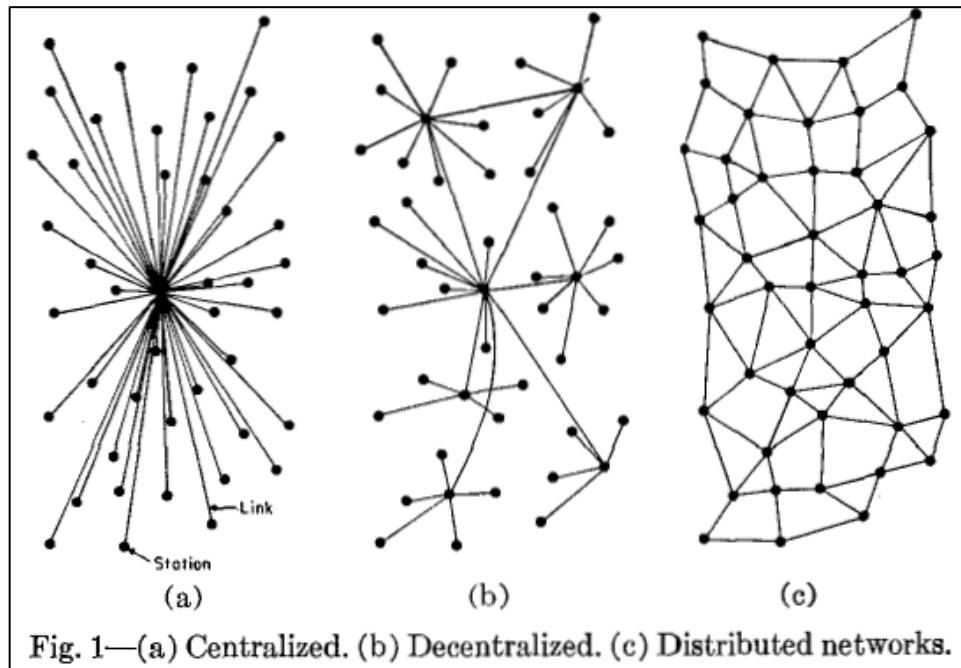 Link
Station
(a) (b) (c)
Fig. 1—(a) Centralized. (b) Decentralized. (c) Distributed networks.